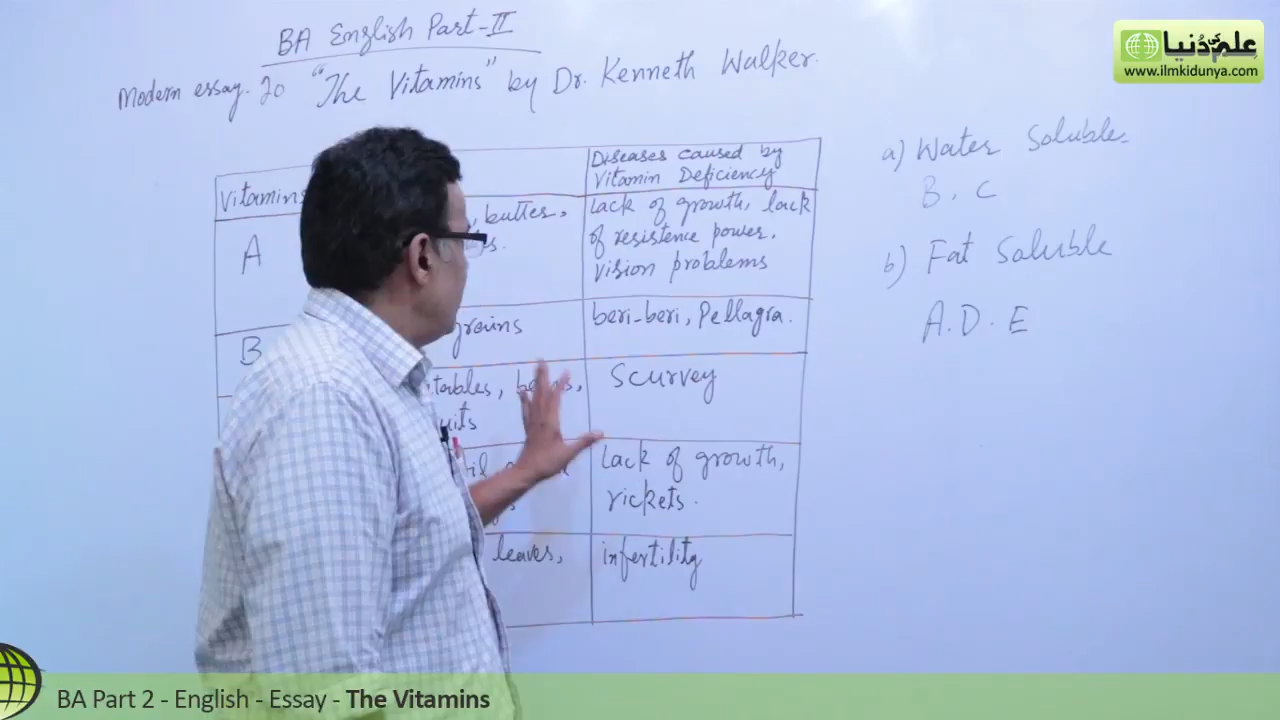 BA English Part-II
Modern essay. 20 "The Vitamins" by Dr. Kenneth Walker.
علم کی دُنیا
www.ilmkidunya.com
Vitamins
Diseases caused by
Vitamin Deficiency
A
, butter.
lack of growth, lack
of resistence power.
vision problems
B
grains
beri-beri, Pellagra.
Scurvey
lack of growth,
rickets.
leaves,
infertility
a) Water Soluble
B. C
b) Fat Soluble
A. D. E
BA Part 2 - English - Essay - The Vitamins